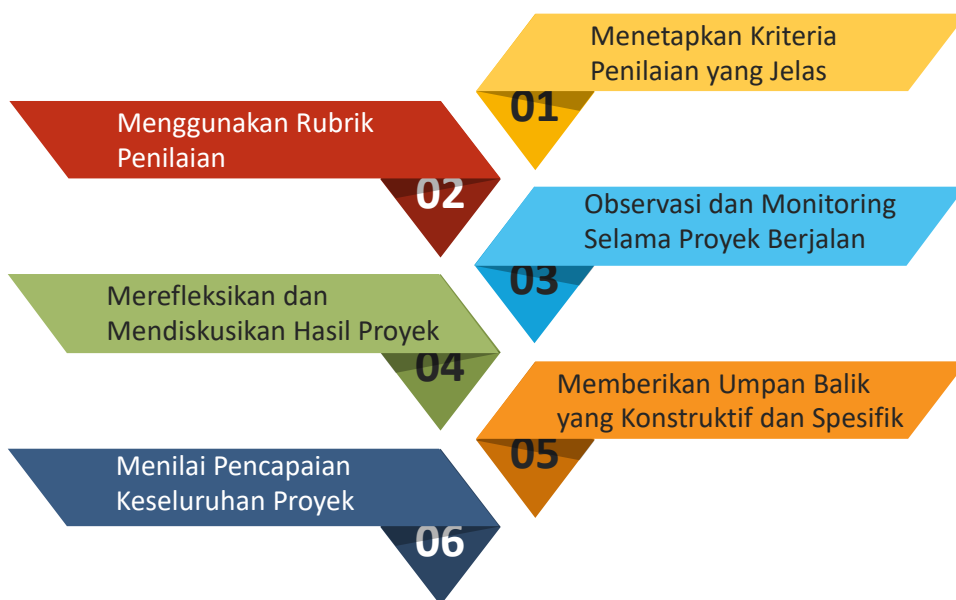 Menetapkan Kriteria
Penilaian yang Jelas
01
Menggunakan Rubrik
Penilaian
02
Observasi dan Monitoring
Selama Proyek Berjalan
03
Merefleksikan dan
Mendiskusikan Hasil Proyek
04
Memberikan Umpan Balik
yang Konstruktif dan Spesifik
05
Menilai Pencapaian
Keseluruhan Proyek
06